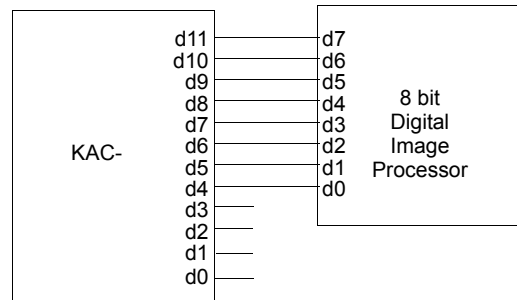 KAC-
d11
d10
d9
d8
d7
d6
d5
d4
d3
d2
d1
d0
d7
d6
d5
d4
d3
d2
d1
d0
8 bit
Digital
Image
Processor